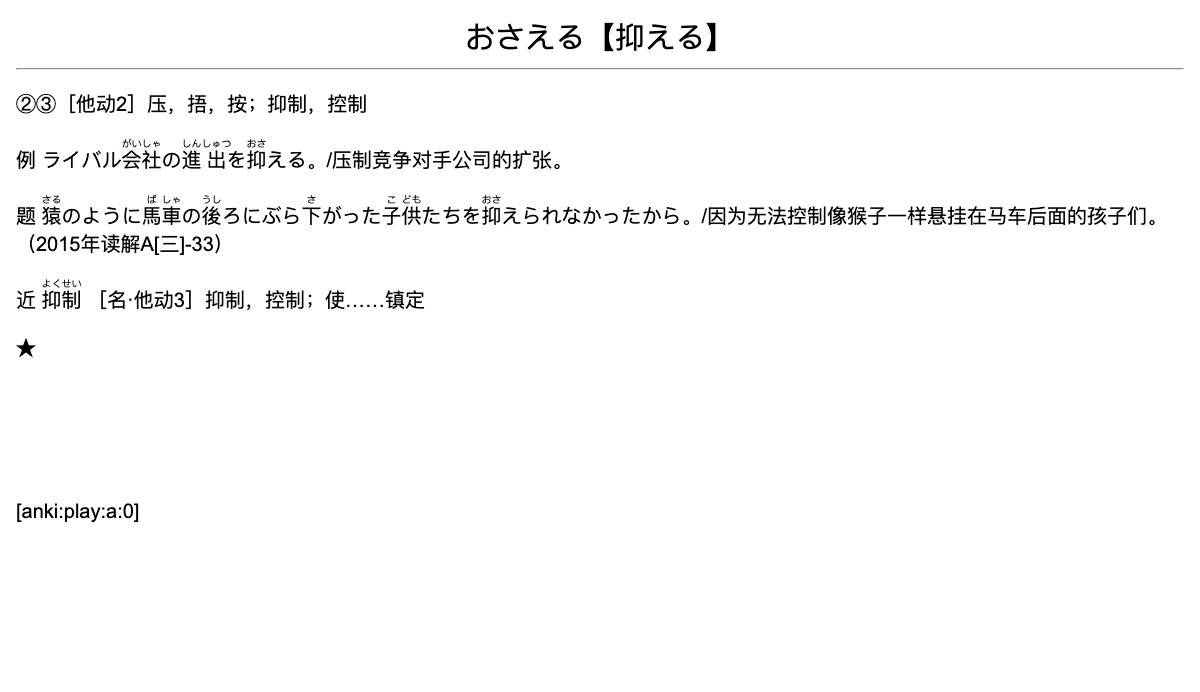 おさえる【抑える】
②③［他动2］压，捂，按；抑制，控制
がいしゃ しんしゅつ おさ
例 ライバル会社の進出を抑える。/压制竞争对手公司的扩张。
さる ば しゃ うし さ こ ども おさ
题 猿のように馬車の後ろにぶら下がった子供たちを抑えられなかったから。/因为无法控制像猴子一样悬挂在马车后面的孩子们。
（2015年读解A[三]-33）
よくせい
近 抑制 ［名·他动3］抑制，控制；使……镇定
★
[anki:play:a:0]